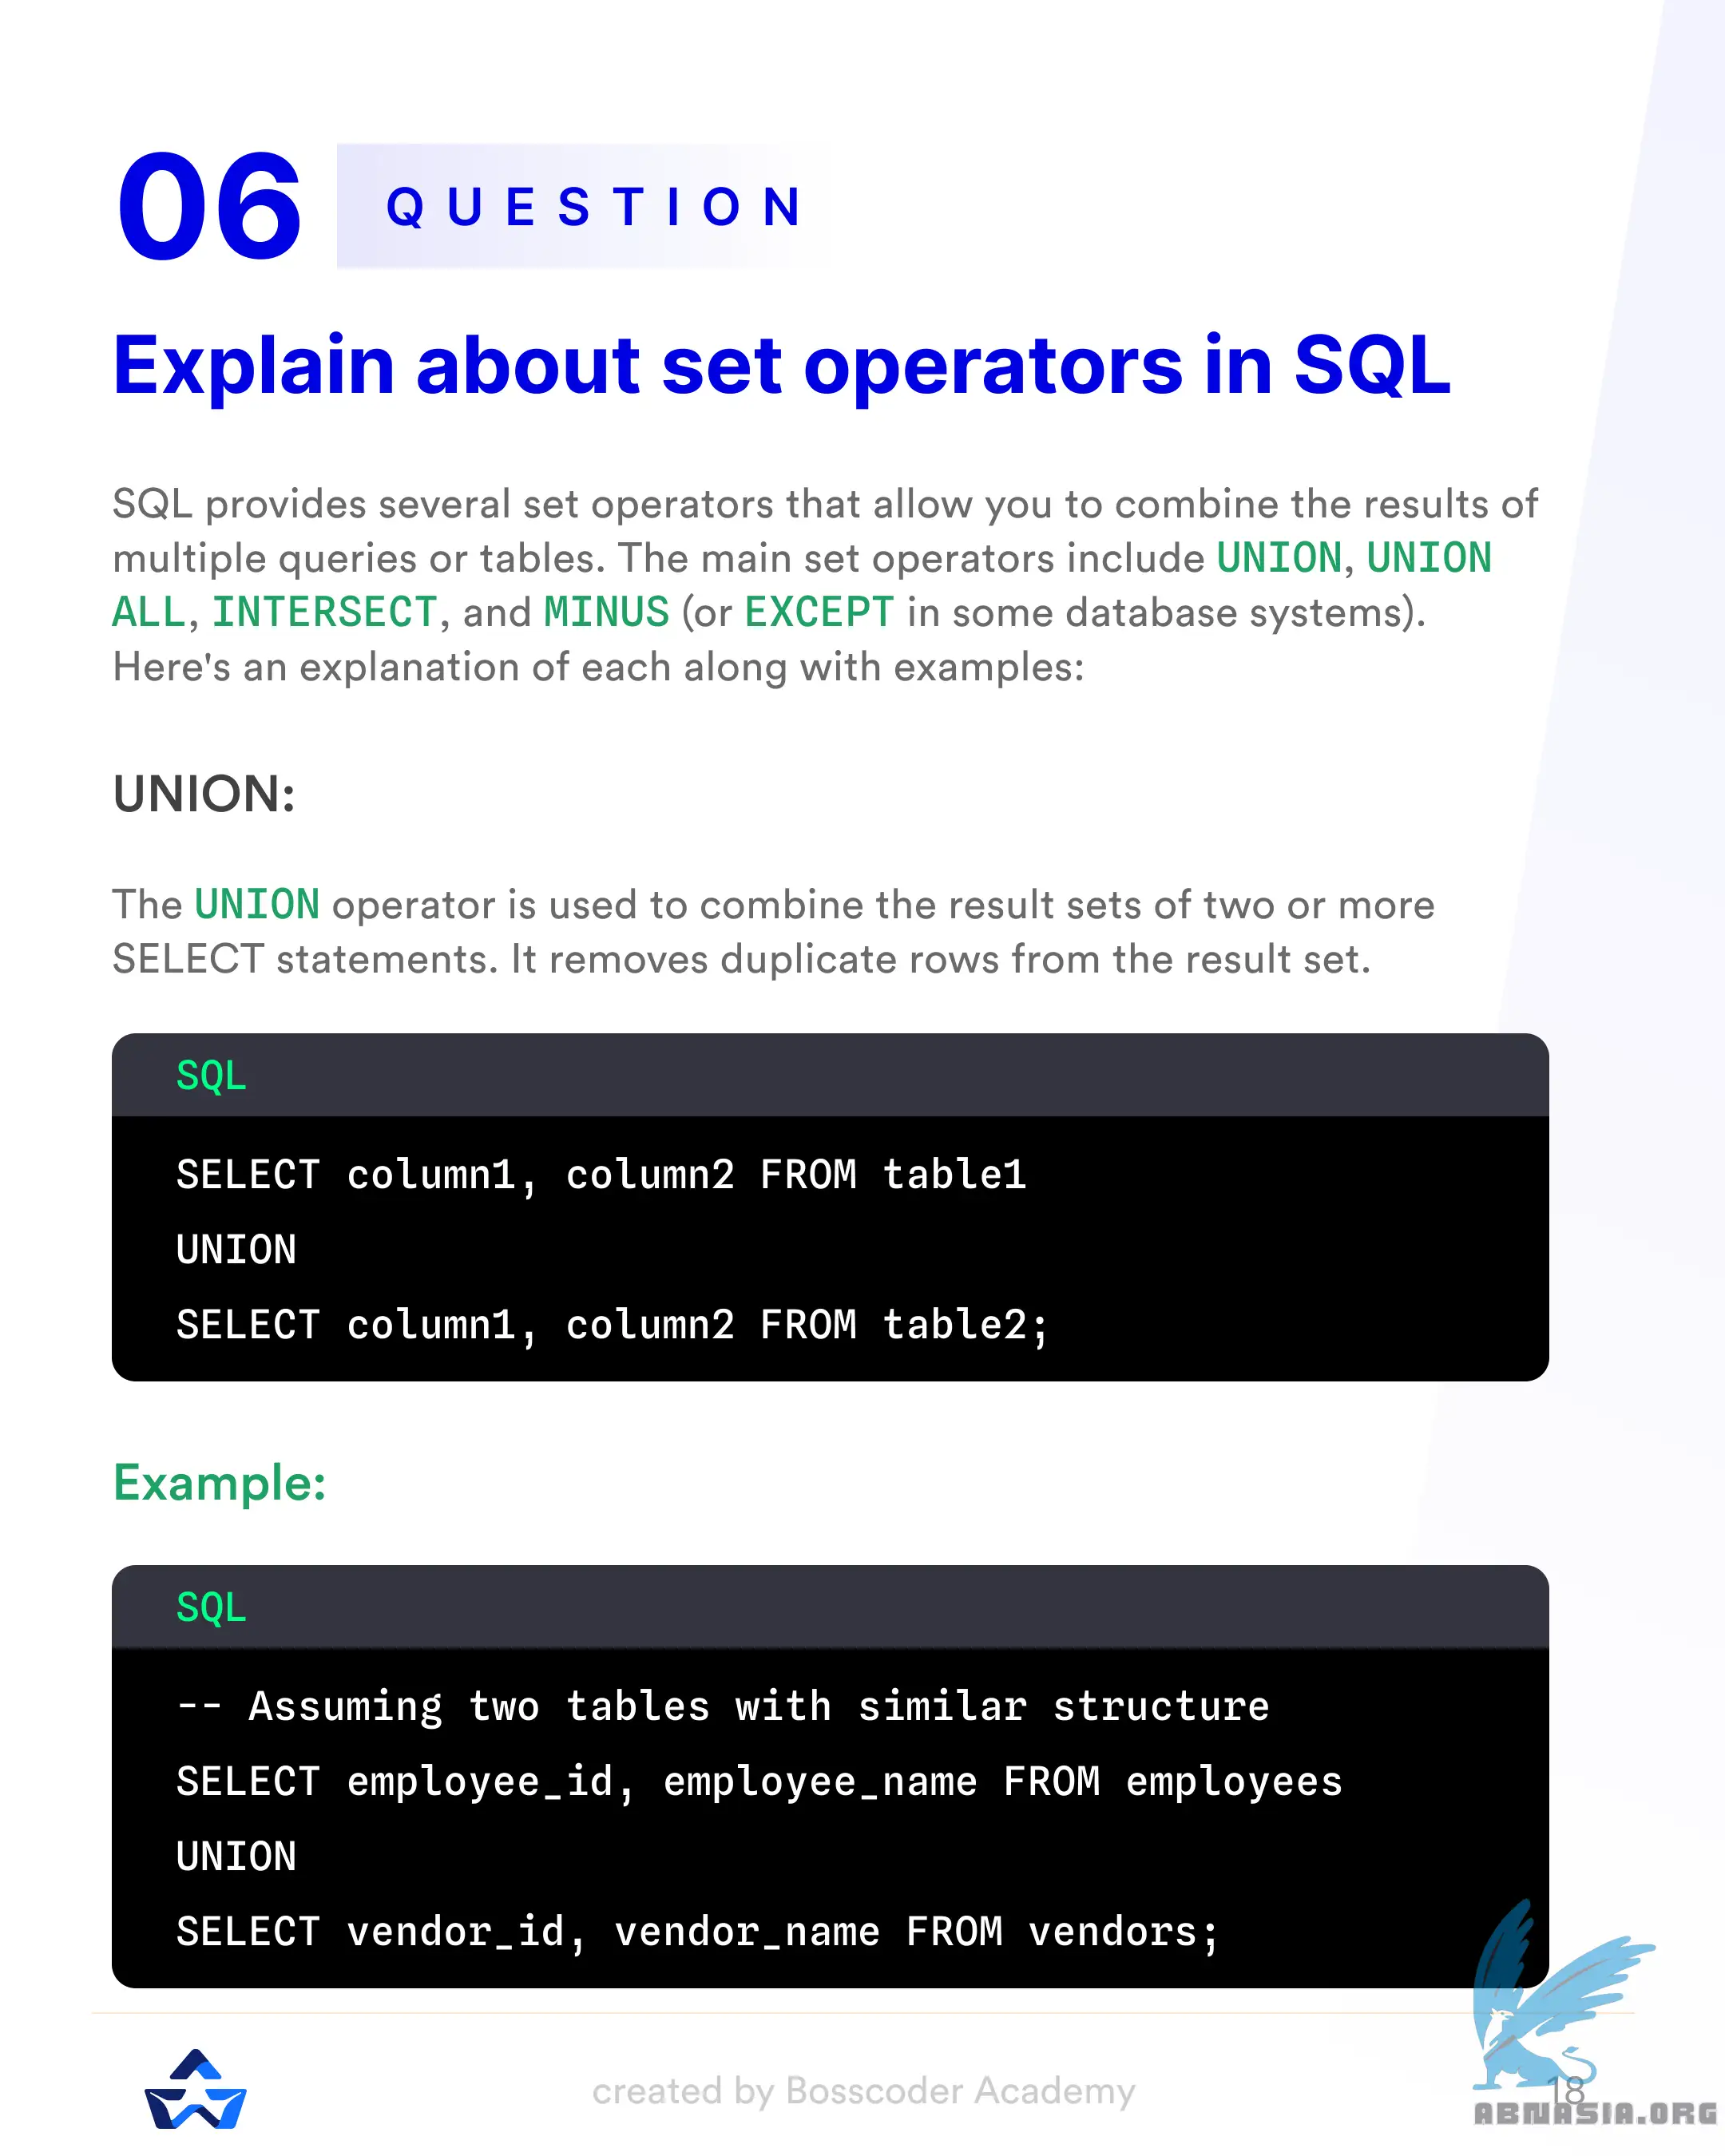 06 QUESTION
Explain about set operators in SQL
SQL provides several set operators that allow you to combine the results of
multiple queries or tables. The main set operators include UNION, UNION
ALL, INTERSECT, and MINUS (or EXCEPT in some database systems).
Here's an explanation of each along with examples:
UNION:
The UNION operator is used to combine the result sets of two or more
SELECT statements. It removes duplicate rows from the result set.
SQL
SELECT column1, column2 FROM table1
UNION
SELECT column1, column2 FROM table2;
Example:
SQL
-- Assuming two tables with similar structure
SELECT employee_id, employee_name FROM employees
UNION
SELECT vendor_id, vendor_name FROM vendors;
created by Bosscoder Academy
18
ABNASIA.ORG